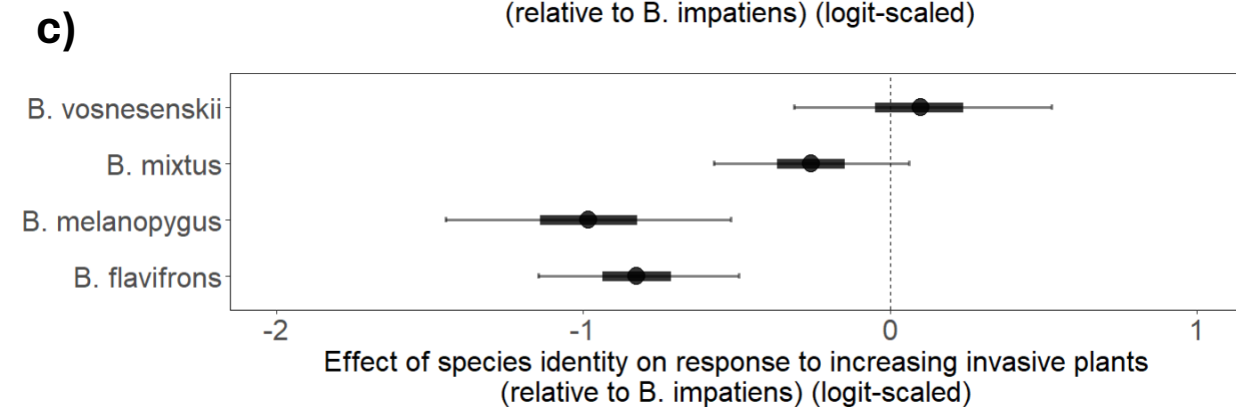 (relative to B. impatiens) (logit-scaled)
c)
B. vosnesenskii
B. mixtus
B. melanopygus
B. flavifrons
-2 -1 0 1
Effect of species identity on response to increasing invasive plants
(relative to B. impatiens) (logit-scaled)